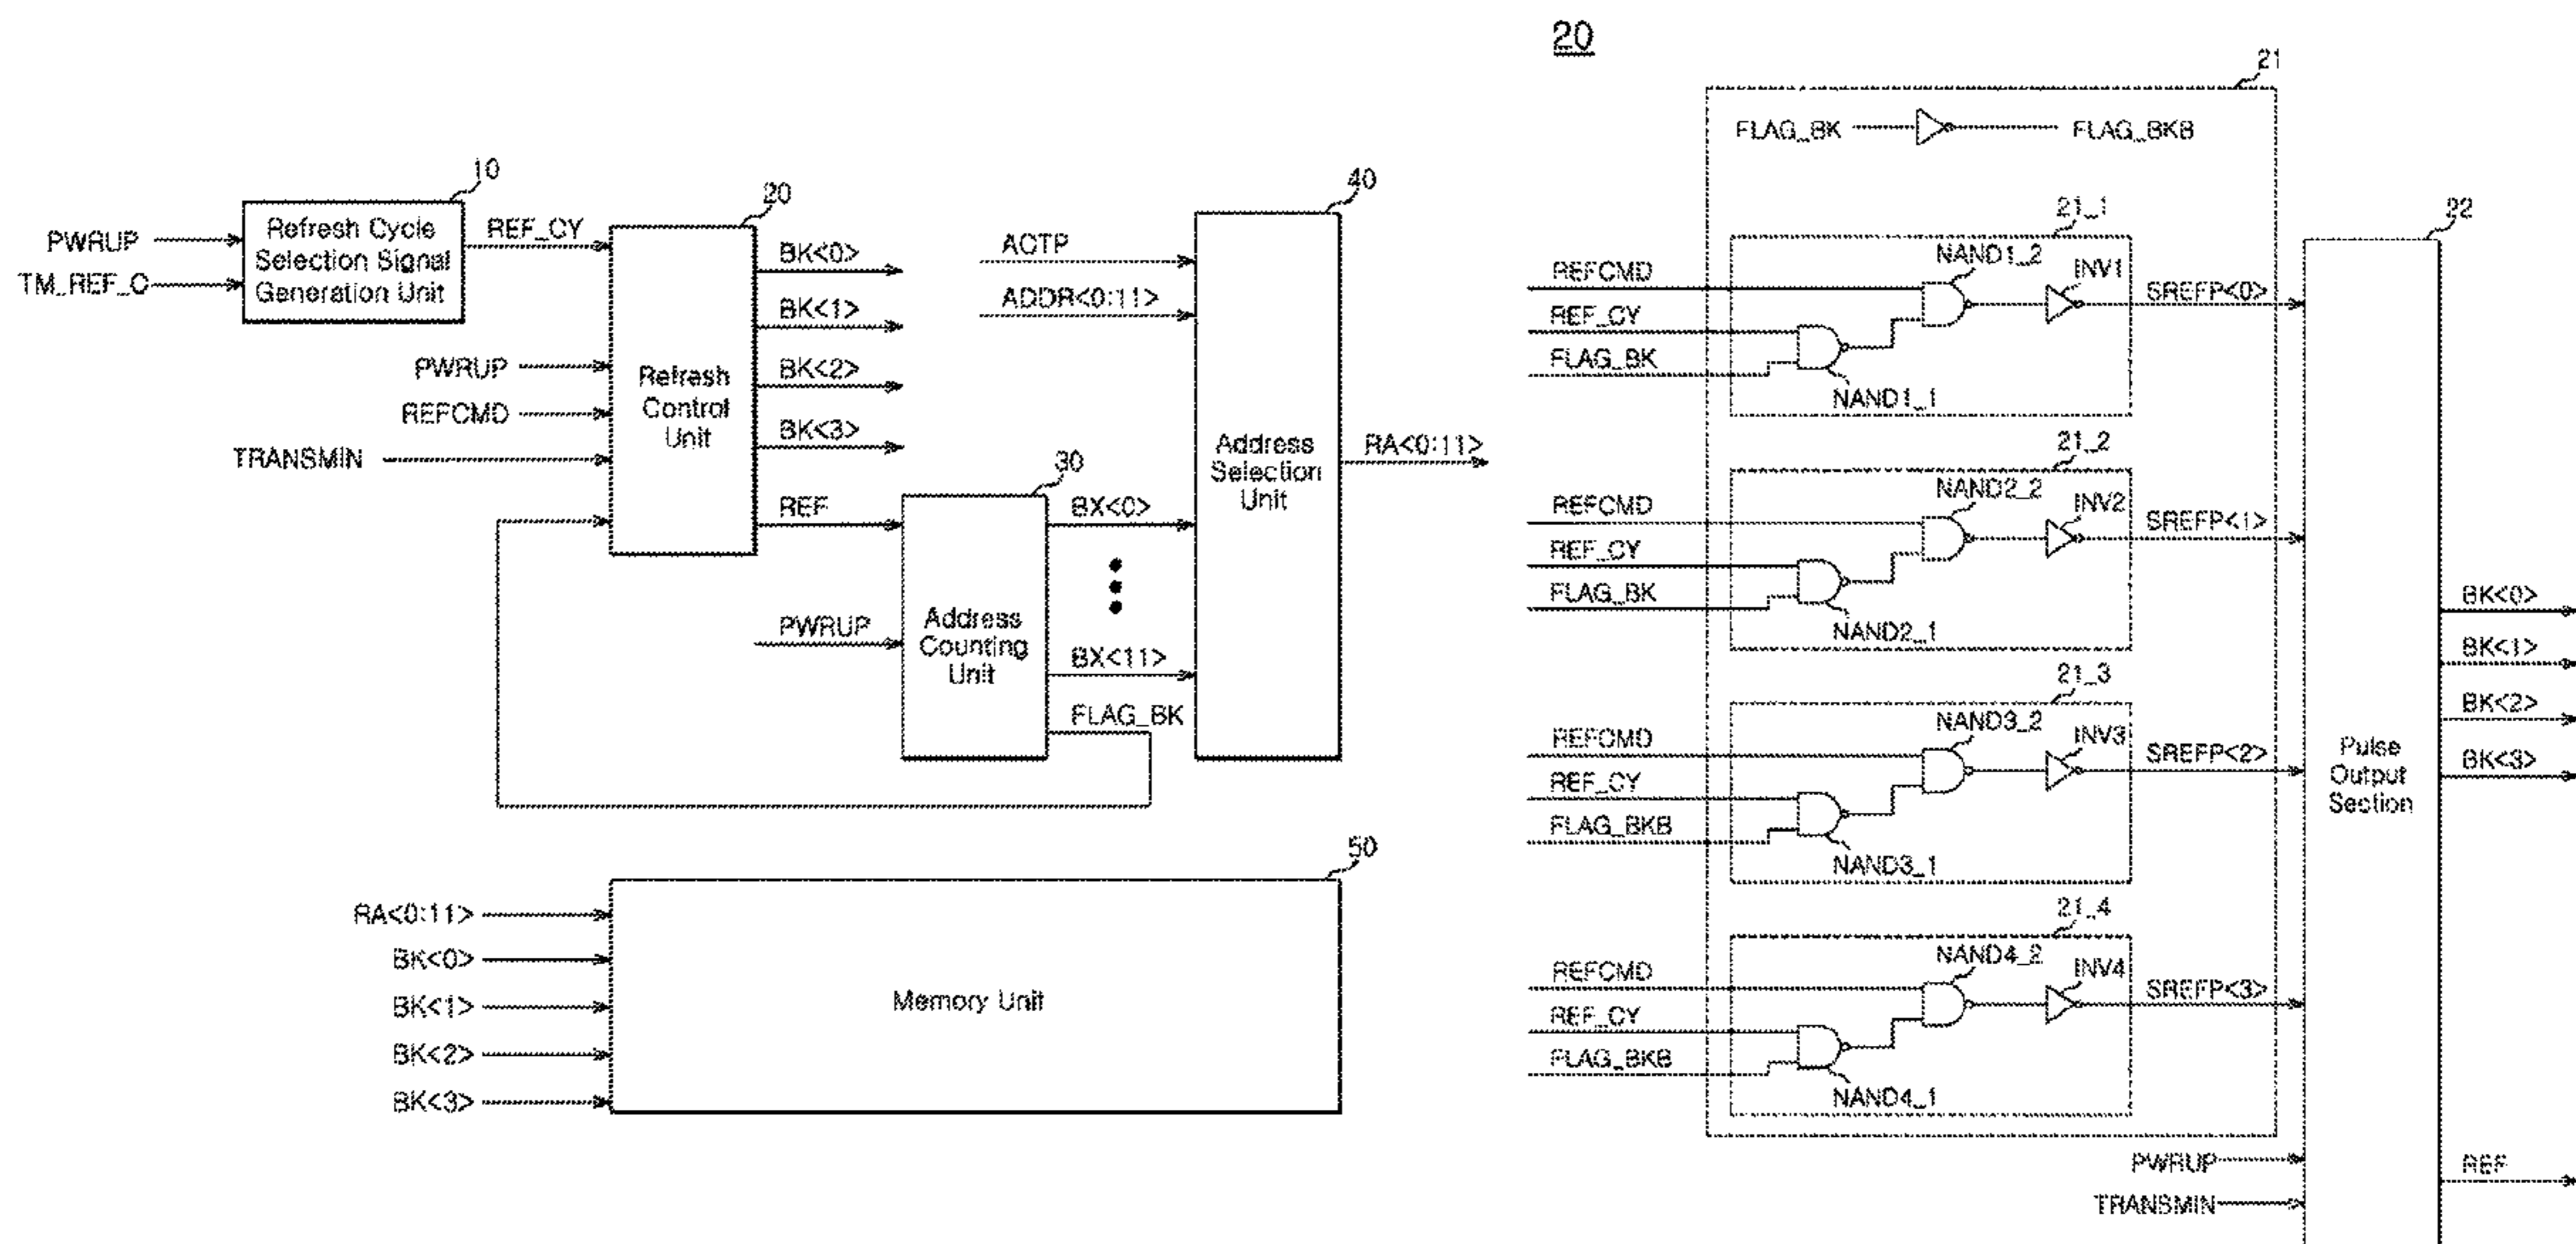 10
PWRUP
TM_REF_C
Refresh Cycle
Selection Signal
Generation Unit
REF_CY
20
PWRUP
REFCMD
TRANSMIN
Refresh
Control
Unit
BK<0>
BK<1>
BK<2>
BK<3>
REF
30
PWRUP
Address
Counting
Unit
BX<0>
BX<11>
FLAG_BK
40
ACTP
ADDR<0:11>
Address
Selection
Unit
RA<0:11>
50
RA<0:11>
BK<0>
BK<1>
BK<2>
BK<3>
Memory Unit
20
21
FLAG_BK
FLAG_BKB
21_1
REFCMD
REF_CY
FLAG_BK
NAND1_2
INV1
NAND1_1
SREFP<0>
21_2
REFCMD
REF_CY
FLAG_BK
NAND2_2
INV2
NAND2_1
SREFP<1>
21_3
REFCMD
REF_CY
FLAG_BKB
NAND3_2
INV3
NAND3_1
SREFP<2>
21_4
REFCMD
REF_CY
FLAG_BKB
NAND4_2
INV4
NAND4_1
SREFP<3>
22
PWRUP
TRANSMIN
Pulse
Output
Section
BK<0>
BK<1>
BK<2>
BK<3>
REF